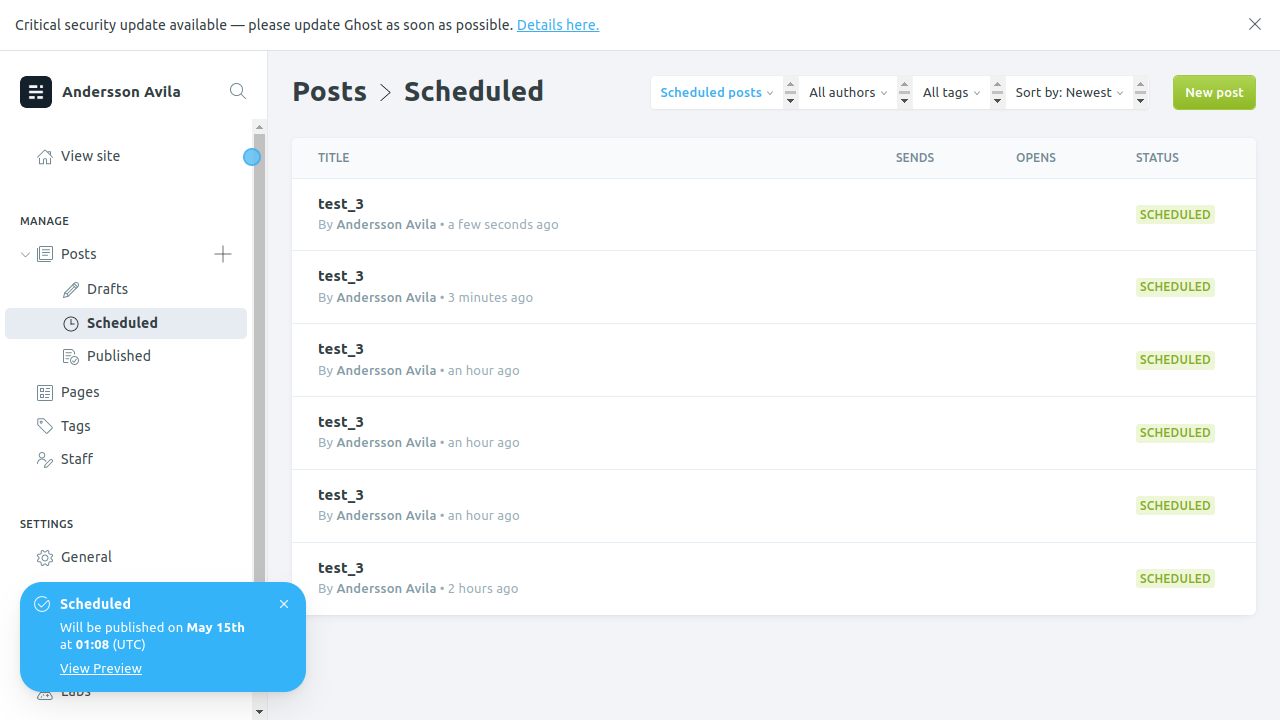 Critical security update available — please update Ghost as soon as possible. Details here.
Andersson Avila
View site
MANAGE
Posts
Drafts
Scheduled
Published
Pages
Tags
Staff
SETTINGS
General
Labs
Scheduled
Will be published on May 15th
at 01:08 (UTC)
View Preview
Posts > Scheduled
Scheduled posts
All authors
All tags
Sort by: Newest
New post
TITLE SENDS OPENS STATUS
test_3
By Andersson Avila • a few seconds ago
SCHEDULED
test_3
By Andersson Avila • 3 minutes ago
SCHEDULED
test_3
By Andersson Avila • an hour ago
SCHEDULED
test_3
By Andersson Avila • an hour ago
SCHEDULED
test_3
By Andersson Avila • an hour ago
SCHEDULED
test_3
By Andersson Avila • 2 hours ago
SCHEDULED